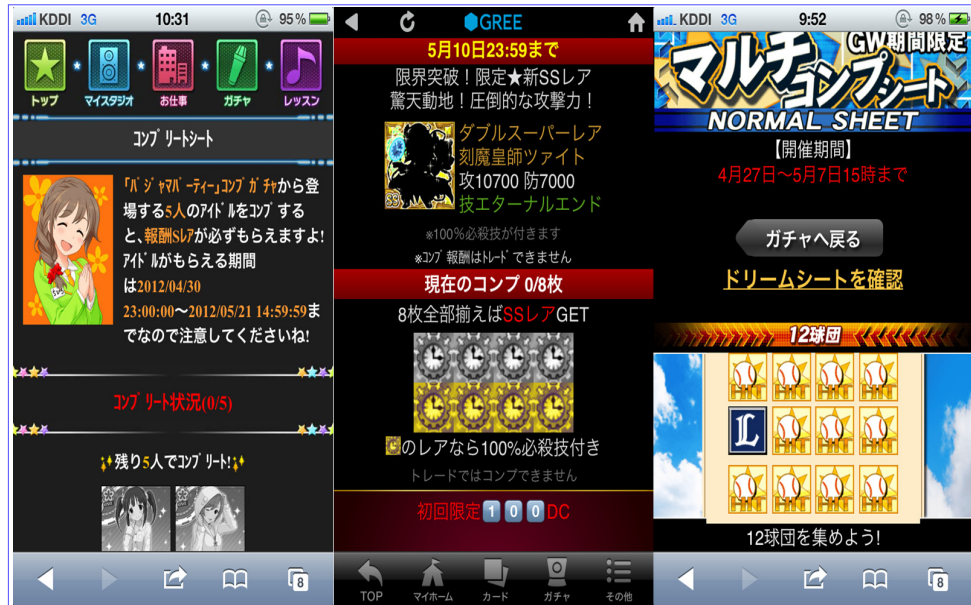 KDDI 3G 10:31 95%
トップ マイスタジオ お仕事 ガチャ レッスン
コンプリートシート
「パジャマパーティー」コンプガチャから登
場する5人のアイドルをコンプする
と、報酬Sレアが必ずもらえますよ!
アイドルがもらえる期間
は2012/04/30
23:00:00〜2012/05/21 14:59:59ま
でなので注意してくださいね!
コンプリート状況(0/5)
残り5人でコンプリート!
8
GREE
5月10日23:59まで
限界突破！限定★新SSレア
驚天動地！圧倒的な攻撃力！
SS
ダブルスーパーレア
刻魔皇師ツァイト
攻10700 防7000
技エターナルエンド
※100%必殺技が付きます
※コンプ報酬はトレードできません
現在のコンプ 0/8枚
8枚全部揃えばSSレアGET
のレアなら100%必殺技付き
トレードではコンプできません
初回限定100DC
TOP マイホーム カード ガチャ その他
KDDI 3G 9:52 98%
GW期間限定
マルチ
コンプシート
NORMAL SHEET
【開催期間】
4月27日〜5月7日15時まで
ガチャへ戻る
ドリームシートを確認
12球団
HIT HIT HIT HIT
L HIT HIT HIT
HIT HIT HIT HIT
12球団を集めよう!
8